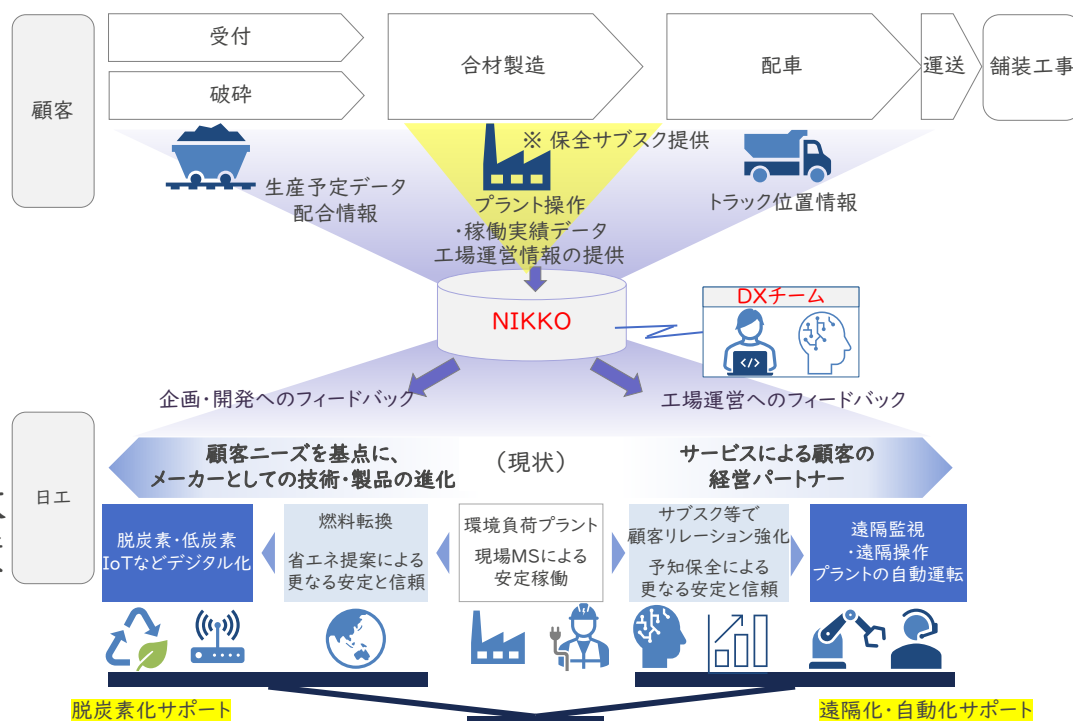 受付
破砕
合材製造
配車
運送
舗装工事
顧客
※ 保全サブスク提供
生産予定データ
配合情報
プラント操作
・稼働実績データ
工場運営情報の提供
トラック位置情報
NIKKO
DXチーム
</>
企画・開発へのフィードバック
工場運営へのフィードバック
日工
顧客ニーズを基点に、
メーカーとしての技術・製品の進化
（現状）
サービスによる顧客の
経営パートナー
脱炭素・低炭素
IoTなどデジタル化
燃料転換
省エネ提案による
更なる安定と信頼
環境負荷プラント
現場MSによる
安定稼働
サブスク等で
顧客リレーション強化
予知保全による
更なる安定と信頼
遠隔監視
・遠隔操作
プラントの自動運転
脱炭素化サポート
遠隔化・自動化サポート